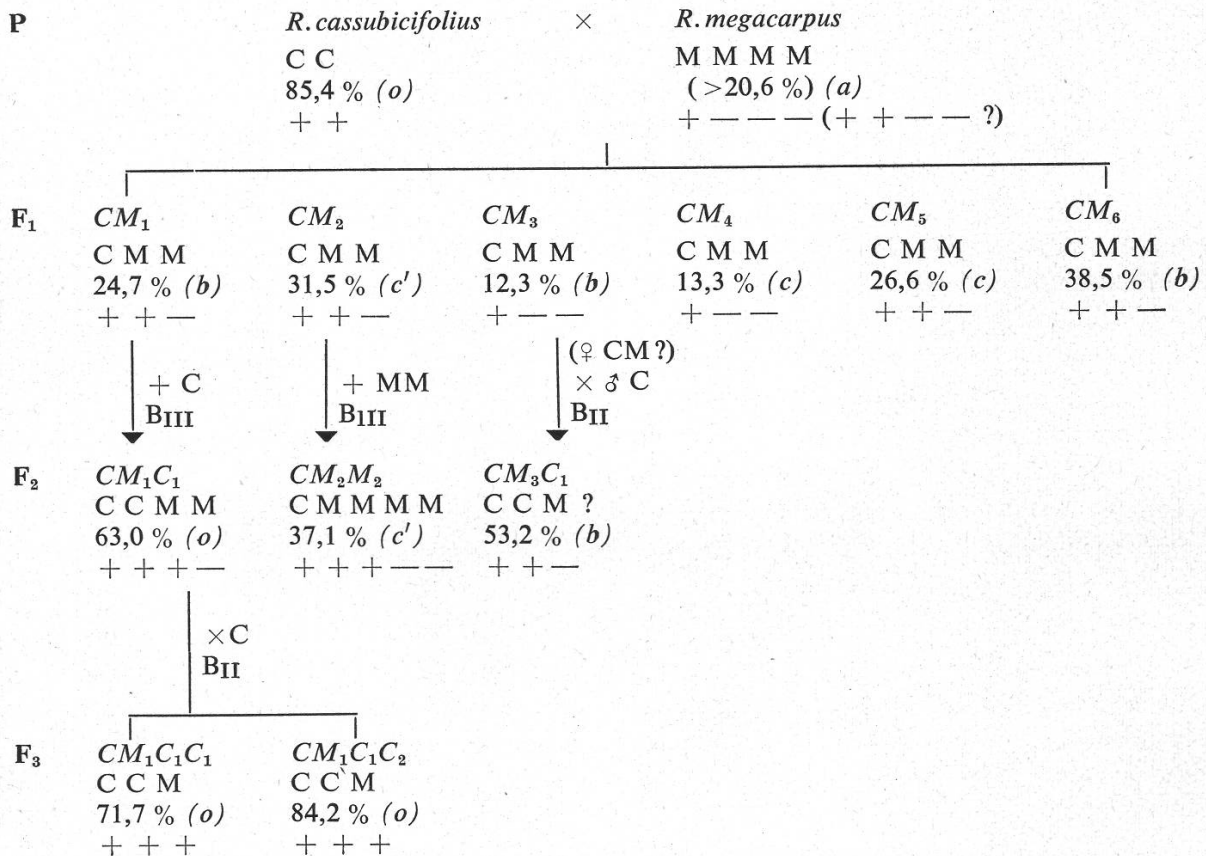 P R. cassubicifolius × R. megacarpus
C C M M M M
85,4 % (o) (>20,6 %) (a)
+ + + — — — (+ + — — ?)
F₁ CM₁ CM₂ CM₃ CM₄ CM₅ CM₆
C M M C M M C M M C M M C M M C M M
24,7 % (b) 31,5 % (c') 12,3 % (b) 13,3 % (c) 26,6 % (c) 38,5 % (b)
+ + — + + — + — — + — — + + — + + —
(♀ CM?)
+ C + MM × ♂ C
BIII BIII BII
F₂ CM₁C₁ CM₂M₂ CM₃C₁
C C M M C M M M M C C M ?
63,0 % (o) 37,1 % (c') 53,2 % (b)
+ + + — + + + — — + + —
×C
BII
F₃ CM₁C₁C₁ CM₁C₁C₂
C C M C C M
71,7 % (o) 84,2 % (o)
+ + + + + +